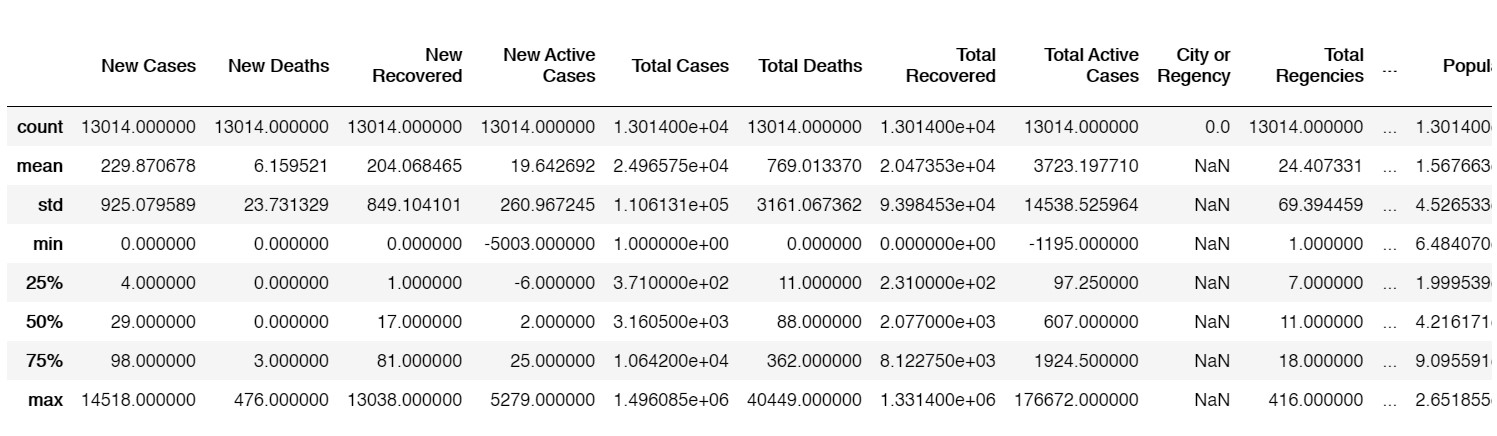 New Cases New Deaths New Recovered New Active Cases Total Cases Total Deaths Total Recovered Total Active Cases City or Regency Total Regencies ... Popul
count 13014.000000 13014.000000 13014.000000 13014.000000 1.301400e+04 13014.000000 1.301400e+04 13014.000000 0.0 13014.000000 ... 1.301400
mean 229.870678 6.159521 204.068465 19.642692 2.496575e+04 769.013370 2.047353e+04 3723.197710 NaN 24.407331 ... 1.567663
std 925.079589 23.731329 849.104101 260.967245 1.106131e+05 3161.067362 9.398453e+04 14538.525964 NaN 69.394459 ... 4.526533
min 0.000000 0.000000 0.000000 -5003.000000 1.000000e+00 0.000000 0.000000e+00 -1195.000000 NaN 1.000000 ... 6.484070
25% 4.000000 0.000000 1.000000 -6.000000 3.710000e+02 11.000000 2.310000e+02 97.250000 NaN 7.000000 ... 1.999539
50% 29.000000 0.000000 17.000000 2.000000 3.160500e+03 88.000000 2.077000e+03 607.000000 NaN 11.000000 ... 4.216171
75% 98.000000 3.000000 81.000000 25.000000 1.064200e+04 362.000000 8.122750e+03 1924.500000 NaN 18.000000 ... 9.095591
max 14518.000000 476.000000 13038.000000 5279.000000 1.496085e+06 40449.000000 1.331400e+06 176672.000000 NaN 416.000000 ... 2.651855